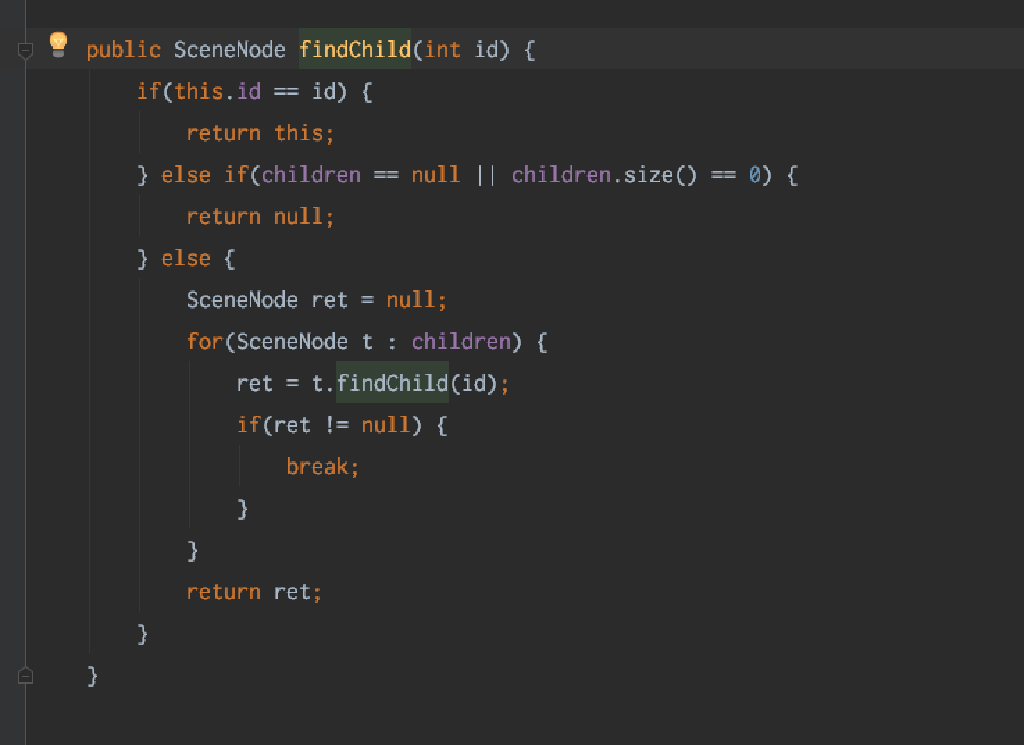 public SceneNode findChild(int id) {
if(this.id == id) {
return this;
} else if(children == null || children.size() == 0) {
return null;
} else {
SceneNode ret = null;
for(SceneNode t : children) {
ret = t.findChild(id);
if(ret != null) {
break;
}
}
return ret;
}
}